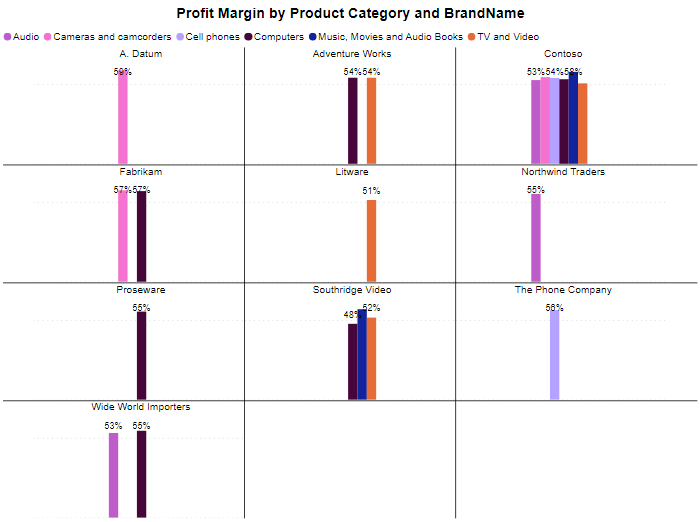 Profit Margin by Product Category and BrandName
Audio Cameras and camcorders Cell phones Computers Music, Movies and Audio Books TV and Video
A. Datum Adventure Works Contoso
59% 54% 54% 53% 54% 58%
Fabrikam Litware Northwind Traders
57% 57% 51% 55%
Proseware Southridge Video The Phone Company
55% 48% 52% 56%
Wide World Importers
53% 55%